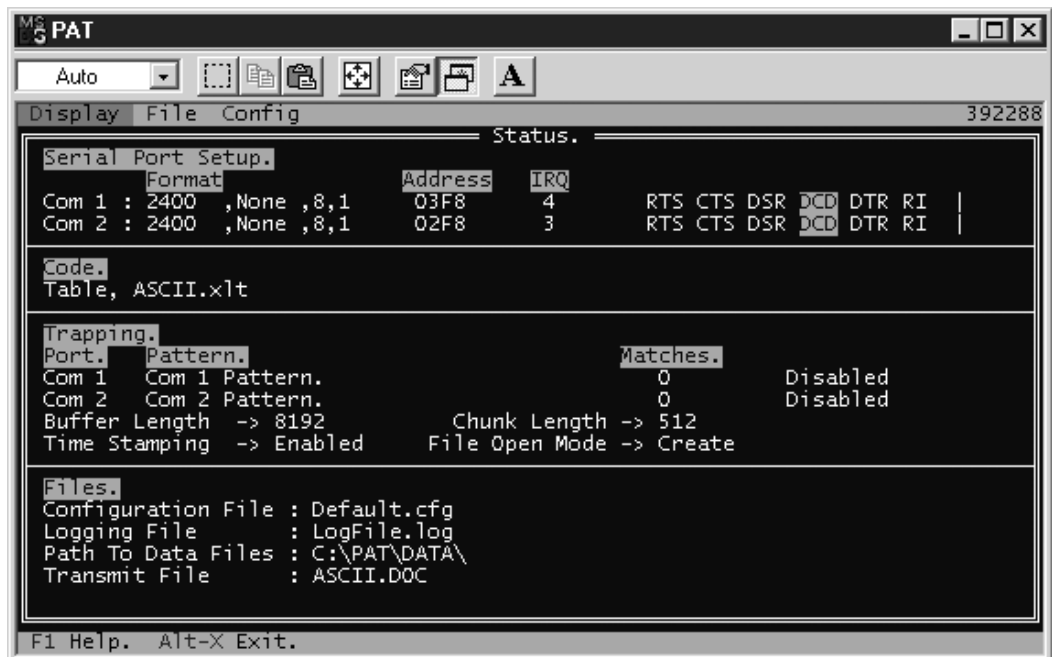 MS PAT
Auto A
Display File Config 392288
Status.
Serial Port Setup.
Format Address IRQ
Com 1 : 2400 ,None ,8,1 03F8 4 RTS CTS DSR DCD DTR RI |
Com 2 : 2400 ,None ,8,1 02F8 3 RTS CTS DSR DCD DTR RI |
Code.
Table, ASCII.xlt
Trapping.
Port. Pattern. Matches.
Com 1 Com 1 Pattern. 0 Disabled
Com 2 Com 2 Pattern. 0 Disabled
Buffer Length -> 8192 Chunk Length -> 512
Time Stamping -> Enabled File Open Mode -> Create
Files.
Configuration File : Default.cfg
Logging File : LogFile.log
Path To Data Files : C:\PAT\DATA\
Transmit File : ASCII.DOC
F1 Help. Alt-X Exit.